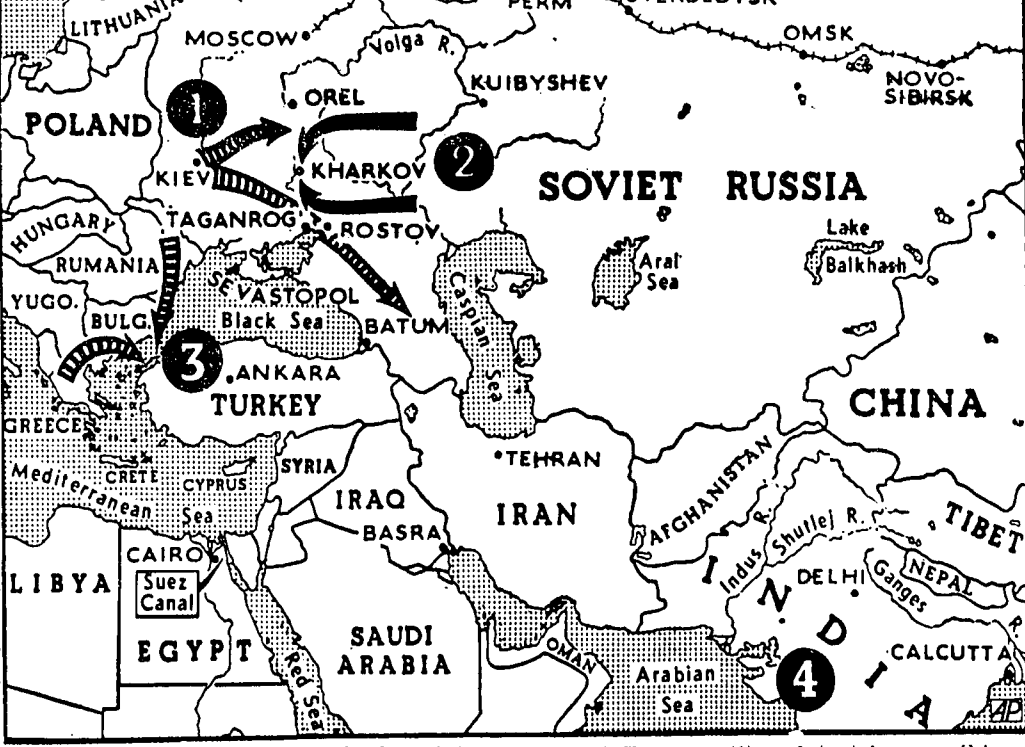 LITHUANIA
PERM
MOSCOW
Volga R.
OMSK
NOVO-
SIBIRSK
OREL
KUIBYSHEV
POLAND
1
KHARKOV
2
KIEV
SOVIET RUSSIA
TAGANROG
ROSTOV
HUNGARY
RUMANIA
Lake
Balkhash
Aral
Sea
YUGO.
SEVASTOPOL
Black Sea
BULG.
BATUM
Caspian Sea
3
ANKARA
TURKEY
CHINA
GREECE
CRETE
CYPRUS
SYRIA
Mediterranean Sea
TEHRAN
IRAQ
BASRA
IRAN
AFGHANISTAN
Indus R.
Shutlej R.
TIBET
CAIRO
Suez
Canal
LIBYA
EGYPT
Red Sea
SAUDI
ARABIA
OMAN
Arabian
Sea
INDIA
DELHI
Ganges R.
NEPAL
CALCUTTA
4
AP